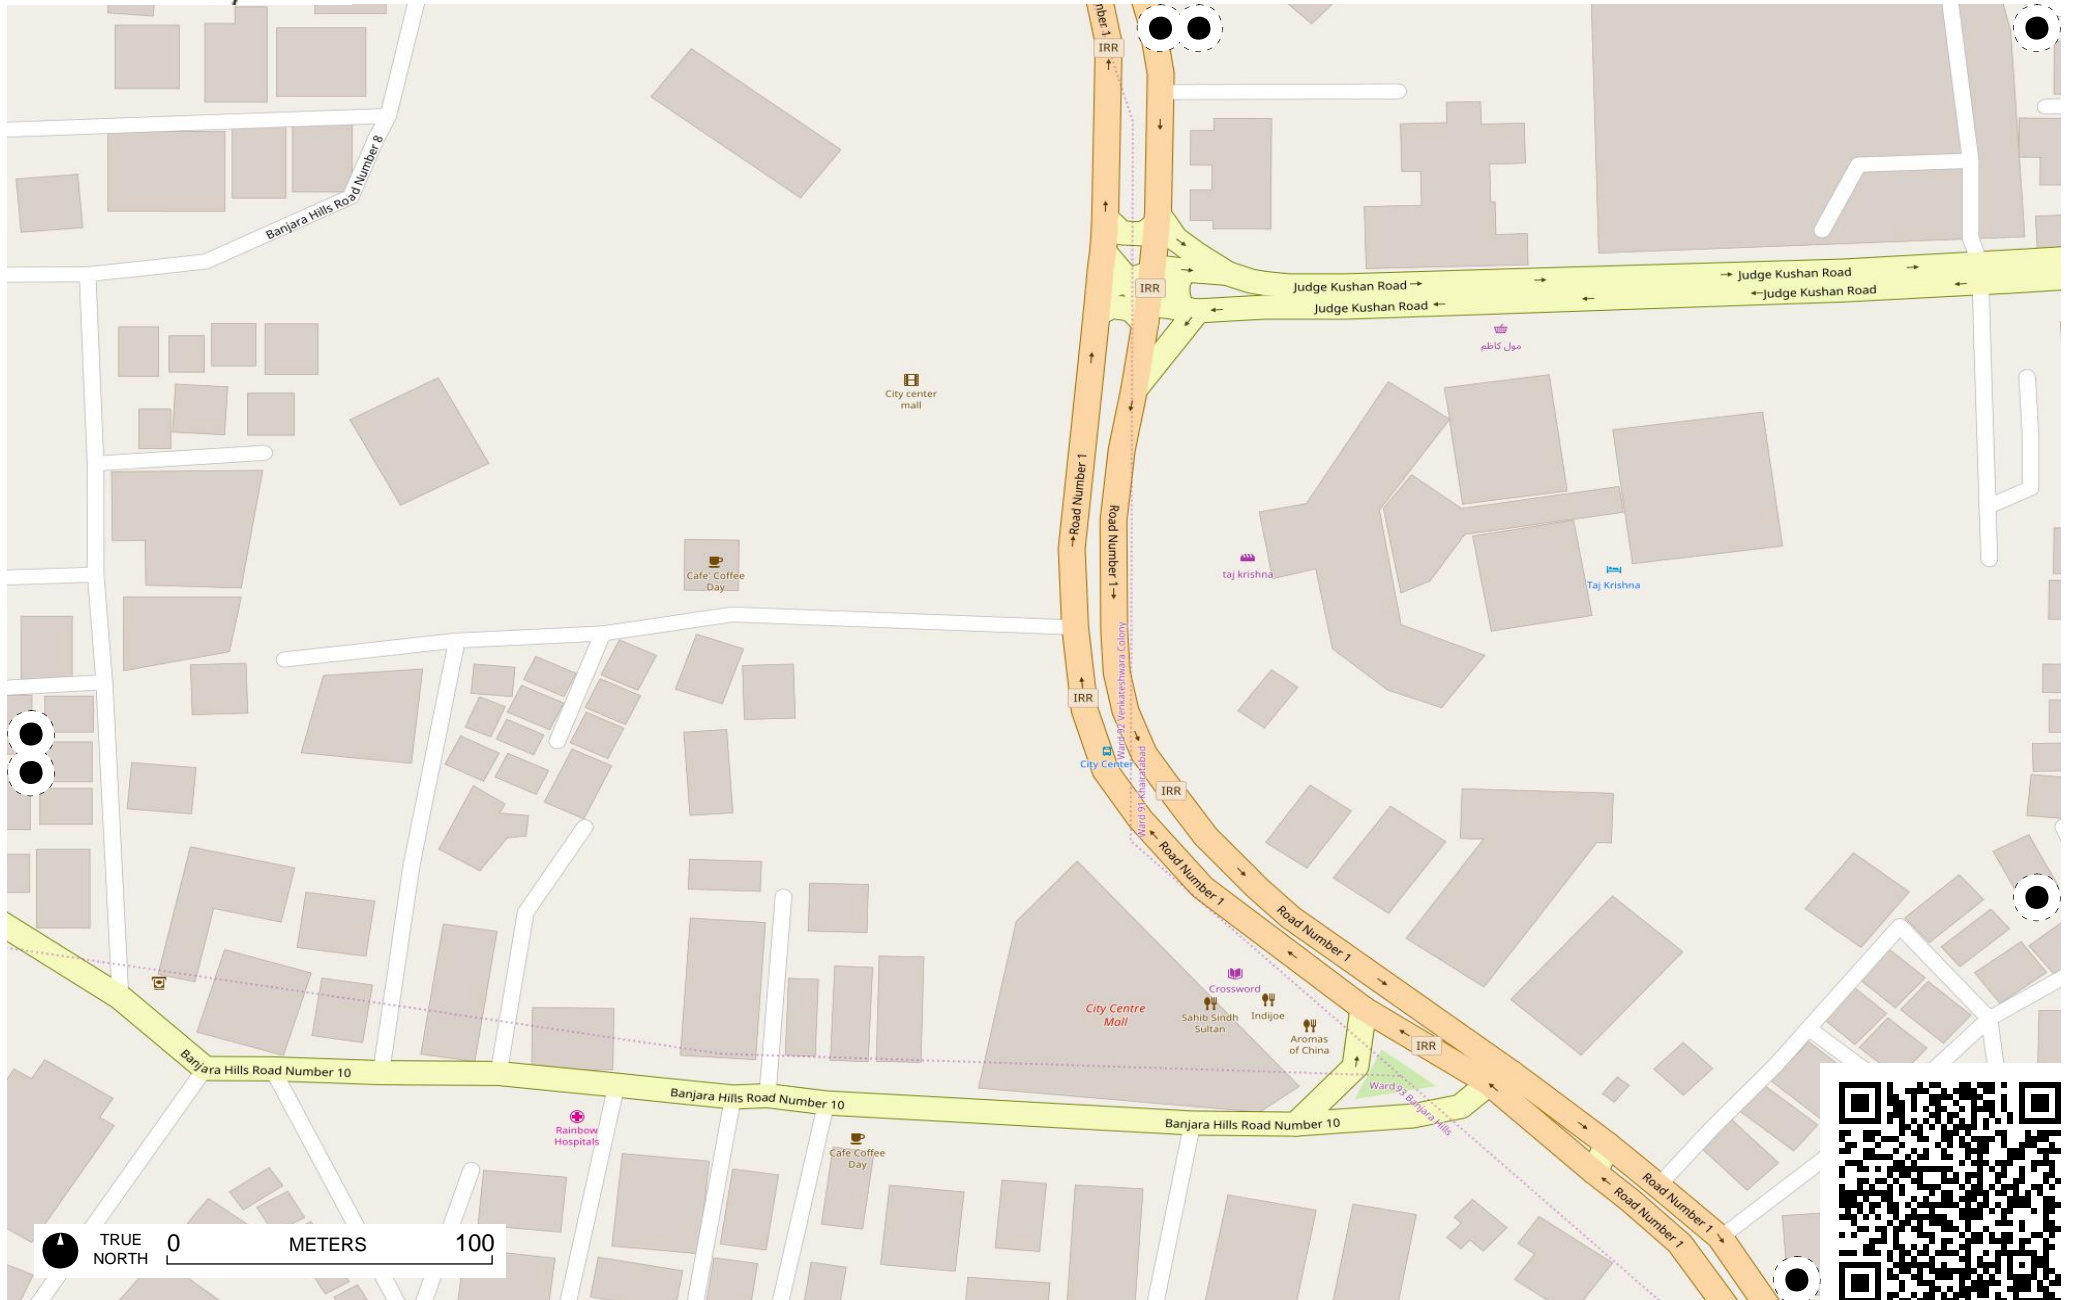 mber 1
IRR
Banjara Hills Road Number 8
IRR
Judge Kushan Road
Judge Kushan Road
Judge Kushan Road
Judge Kushan Road
مول كاظم
City center
mall
Road Number 1
Road Number 1
Cafe' Coffee
Day
taj krishna
Taj Krishna
Ward 92 Venkateshwara Colony
IRR
City Center
Ward 91 Khairatabad
IRR
Road Number 1
Road Number 1
Crossword
City Centre
Mall
Sahib Sindh
Sultan
Indijoe
Aromas
of China
IRR
Banjara Hills Road Number 10
Banjara Hills Road Number 10
Banjara Hills Road Number 10
Ward 93 Banjara Hills
Rainbow
Hospitals
Cafe Coffee
Day
Road Number 1
Road Number 1
TRUE
NORTH
0 METERS 100